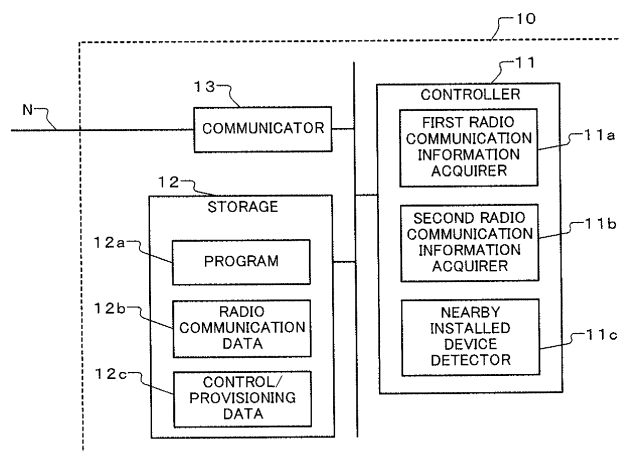 10
N
13
COMMUNICATOR
11
CONTROLLER
FIRST RADIO
COMMUNICATION
INFORMATION
ACQUIRER
11a
SECOND RADIO
COMMUNICATION
INFORMATION
ACQUIRER
11b
NEARBY
INSTALLED
DEVICE
DETECTOR
11c
12
STORAGE
12a
PROGRAM
12b
RADIO
COMMUNICATION
DATA
12c
CONTROL/
PROVISIONING
DATA